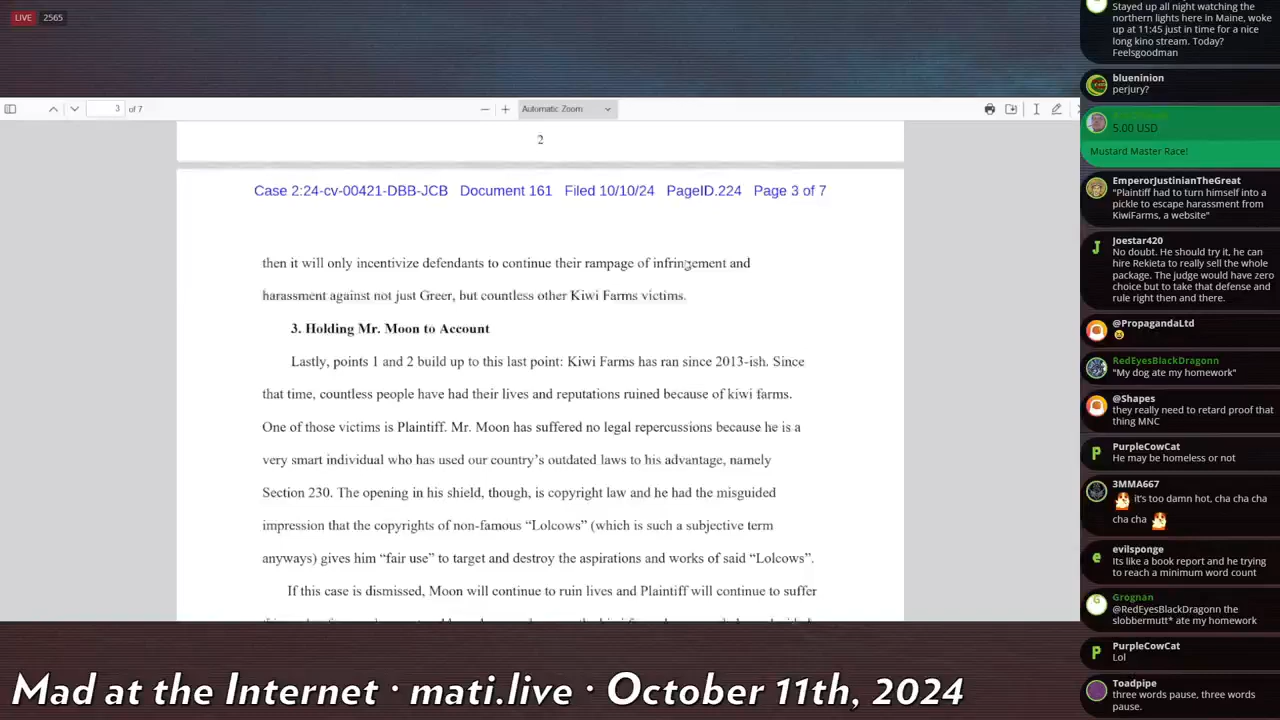 LIVE 2565
3 of 7
Automatic Zoom
2
Case 2:24-cv-00421-DBB-JCB Document 161 Filed 10/10/24 PageID.224 Page 3 of 7
then it will only incentivize defendants to continue their rampage of infringement and
harassment against not just Greer, but countless other Kiwi Farms victims.
3. Holding Mr. Moon to Account
Lastly, points 1 and 2 build up to this last point: Kiwi Farms has ran since 2013-ish. Since
that time, countless people have had their lives and reputations ruined because of kiwi farms.
One of those victims is Plaintiff. Mr. Moon has suffered no legal repercussions because he is a
very smart individual who has used our country's outdated laws to his advantage, namely
Section 230. The opening in his shield, though, is copyright law and he had the misguided
impression that the copyrights of non-famous “Lolcows” (which is such a subjective term
anyways) gives him “fair use” to target and destroy the aspirations and works of said “Lolcows”.
If this case is dismissed, Moon will continue to ruin lives and Plaintiff will continue to suffer
Stayed up all night watching the
northern lights here in Maine, woke
up at 11:45 just in time for a nice
long kino stream. Today?
Feelsgoodman
blueninion
perjury?
5.00 USD
Mustard Master Race!
EmperorJustinianTheGreat
"Plaintiff had to turn himself into a
pickle to escape harassment from
KiwiFarms, a website"
Joestar420
No doubt. He should try it, he can
hire Rekieta to really sell the whole
package. The judge would have zero
choice but to take that defense and
rule right then and there.
@PropagandaLtd
RedEyesBlackDragonn
"My dog ate my homework"
@Shapes
they really need to retard proof that
thing MNC
PurpleCowCat
He may be homeless or not
3MMA667
it's too damn hot, cha cha cha
cha cha
evilsponge
Its like a book report and he trying
to reach a minimum word count
Grognan
@RedEyesBlackDragonn the
slobbermutt* ate my homework
PurpleCowCat
Lol
Toadpipe
three words pause, three words
pause.
Mad at the Internet · mati.live · October 11th, 2024